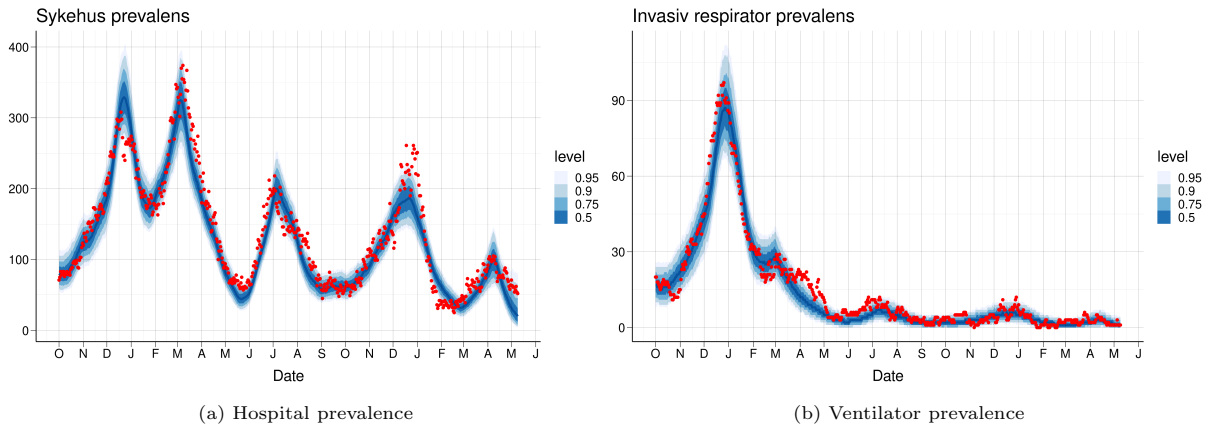 Sykehus prevalens
400
300
200
100
0
O N D J F M A M J J A S O N D J F M A M J
Date
level
0.95
0.9
0.75
0.5
(a) Hospital prevalence
Invasiv respirator prevalens
90
60
30
0
O N D J F M A M J J A S O N D J F M A M J
Date
level
0.95
0.9
0.75
0.5
(b) Ventilator prevalence